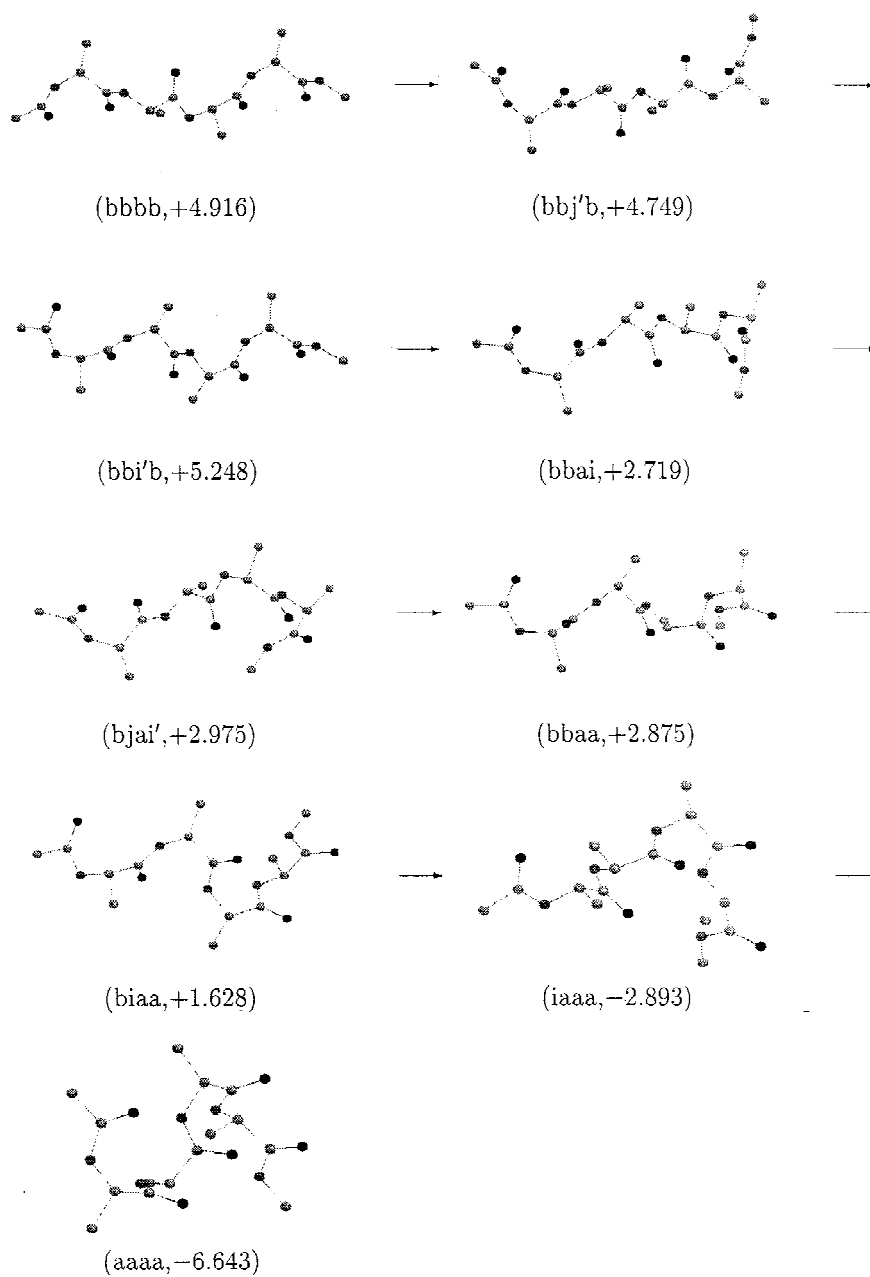 (bbbb,+4.916) (bbj′b,+4.749)
(bbi′b,+5.248) (bbai,+2.719)
(bjai′,+2.975) (bbaa,+2.875)
(biaa,+1.628) (iaaa,−2.893)
(aaaa,−6.643)